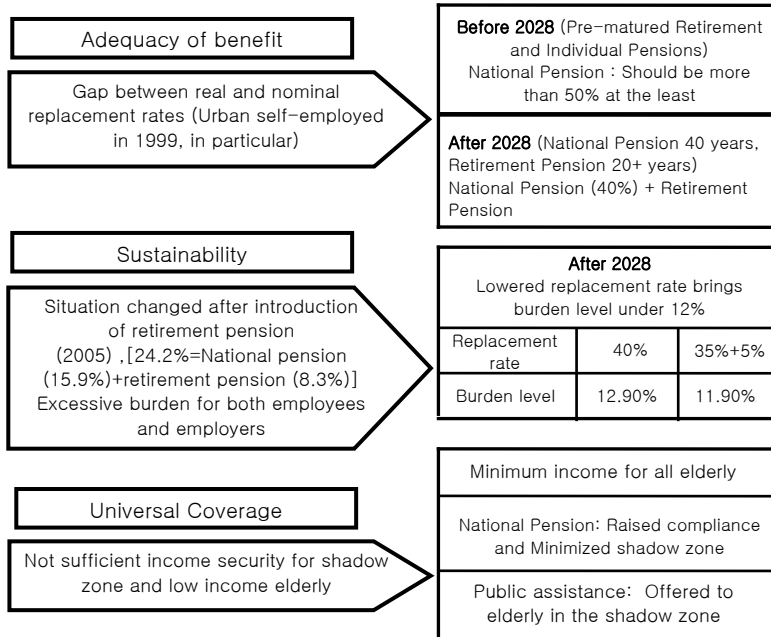 Adequacy of benefit
Gap between real and nominal
replacement rates (Urban self-employed
in 1999, in particular)
Before 2028 (Pre-matured Retirement
and Individual Pensions)
National Pension : Should be more
than 50% at the least
After 2028 (National Pension 40 years,
Retirement Pension 20+ years)
National Pension (40%) + Retirement
Pension
Sustainability
Situation changed after introduction
of retirement pension
(2005) ,[24.2%=National pension
(15.9%)+retirement pension (8.3%)]
Excessive burden for both employees
and employers
After 2028
Lowered replacement rate brings
burden level under 12%
Replacement
rate
40%
35%+5%
Burden level
12.90%
11.90%
Universal Coverage
Not sufficient income security for shadow
zone and low income elderly
Minimum income for all elderly
National Pension: Raised compliance
and Minimized shadow zone
Public assistance: Offered to
elderly in the shadow zone